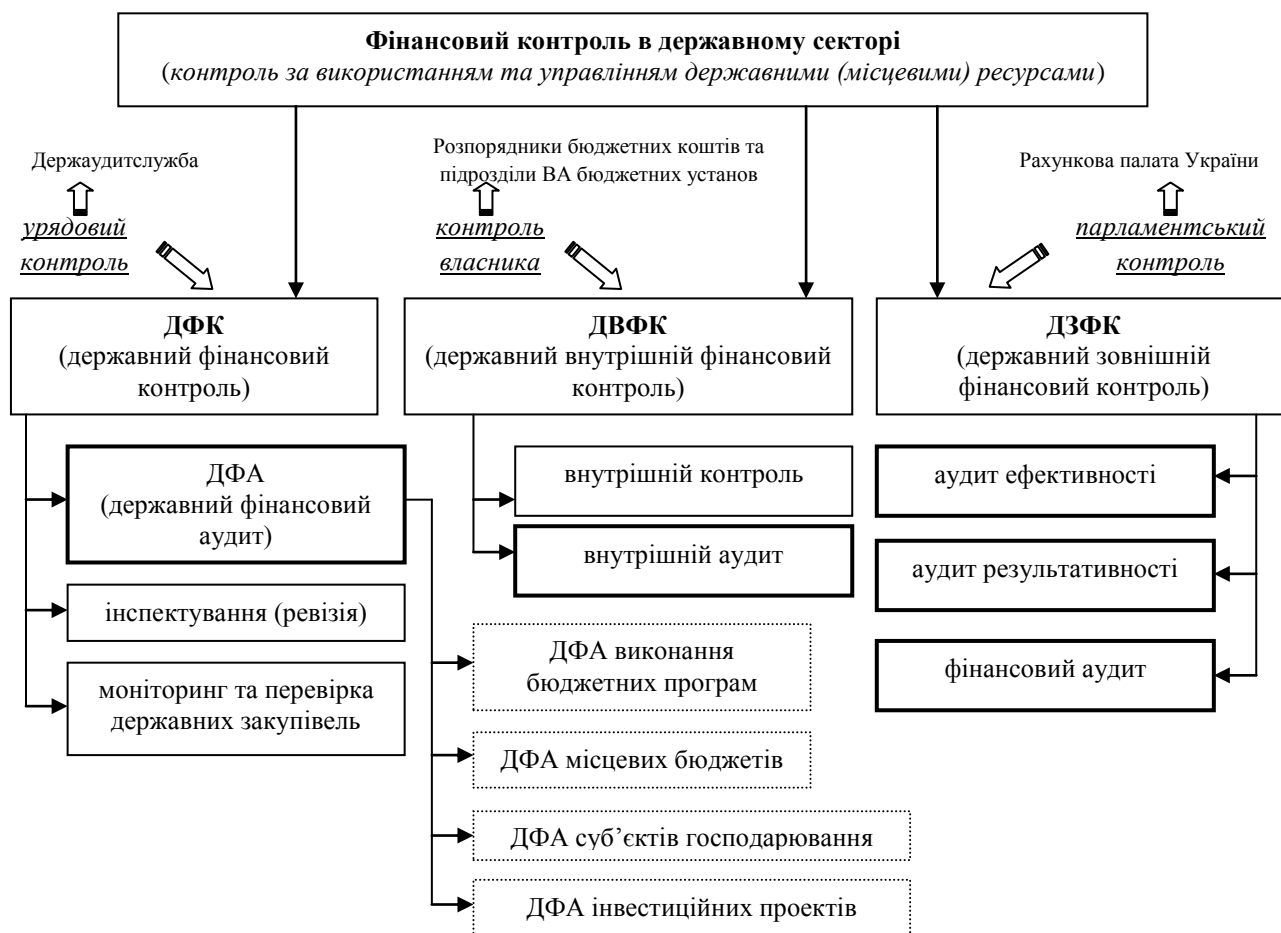 Фінансовий контроль в державному секторі
(контроль за використанням та управлінням державними (місцевими) ресурсами)
Держаудитслужба
урядовий
контроль
Розпорядники бюджетних коштів та
підрозділи ВА бюджетних установ
контроль
власника
Рахункова палата України
парламентський
контроль
ДФК
(державний фінансовий
контроль)
ДВФК
(державний внутрішній фінансовий
контроль)
ДЗФК
(державний зовнішній
фінансовий контроль)
ДФА
(державний фінансовий
аудит)
інспектування (ревізія)
моніторинг та перевірка
державних закупівель
внутрішній контроль
внутрішній аудит
ДФА виконання
бюджетних програм
ДФА місцевих бюджетів
ДФА суб’єктів господарювання
ДФА інвестиційних проектів
аудит ефективності
аудит результативності
фінансовий аудит